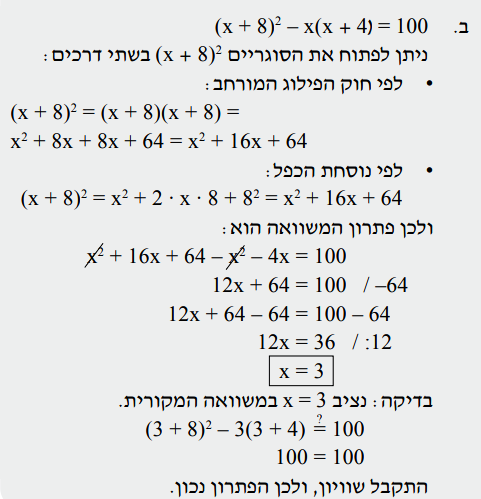 ב. (x + 8)² – x(x + 4) = 100
ניתן לפתוח את הסוגריים (x + 8)² בשתי דרכים:
• לפי חוק הפילוג המורחב:
(x + 8)² = (x + 8)(x + 8) =
x² + 8x + 8x + 64 = x² + 16x + 64
• לפי נוסחת הכפל:
(x + 8)² = x² + 2 · x · 8 + 8² = x² + 16x + 64
ולכן פתרון המשוואה הוא:
x² + 16x + 64 – x² – 4x = 100
12x + 64 = 100 / –64
12x + 64 – 64 = 100 – 64
12x = 36 / :12
x = 3
בדיקה: נציב x = 3 במשוואה המקורית.
(3 + 8)² – 3(3 + 4) ≟ 100
100 = 100
התקבל שוויון, ולכן הפתרון נכון.